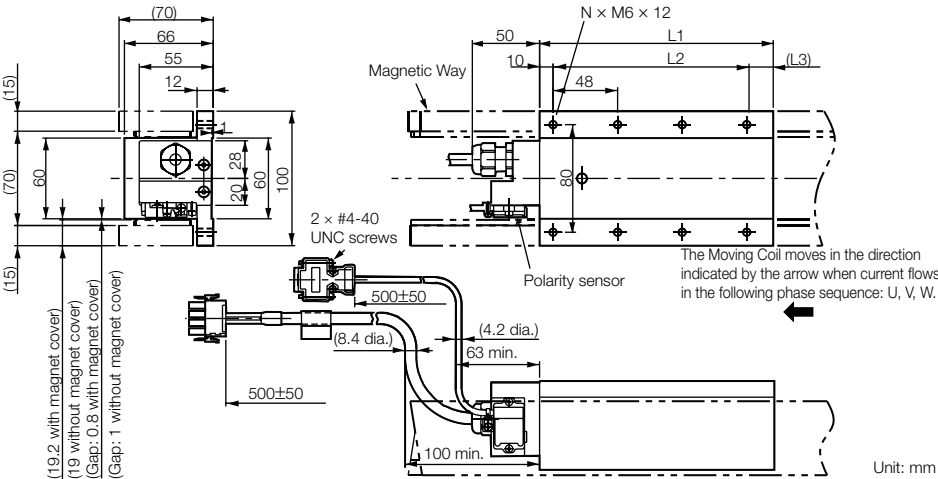 (70)
66
55
12
(15)
(70)
60
(15)
1
28
20
60
100
N × M6 × 12
50
L1
10
L2
(L3)
48
Magnetic Way
80
2 × #4-40
UNC screws
Polarity sensor
The Moving Coil moves in the direction
indicated by the arrow when current flows
in the following phase sequence: U, V, W.
500±50
(8.4 dia.)
(4.2 dia.)
63 min.
500±50
100 min.
(19.2 with magnet cover)
(19 without magnet cover)
(Gap: 0.8 with magnet cover)
(Gap: 1 without magnet cover)
Unit: mm